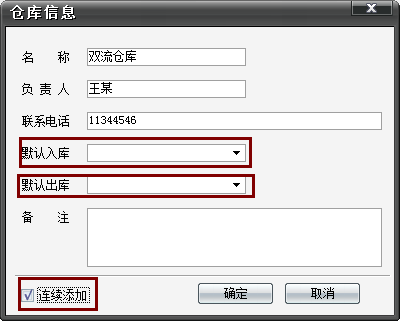 仓库信息
名 称 双流仓库
负 责 人 王某
联系电话 11344546
默认入库
默认出库
备 注
连续添加 确定 取消